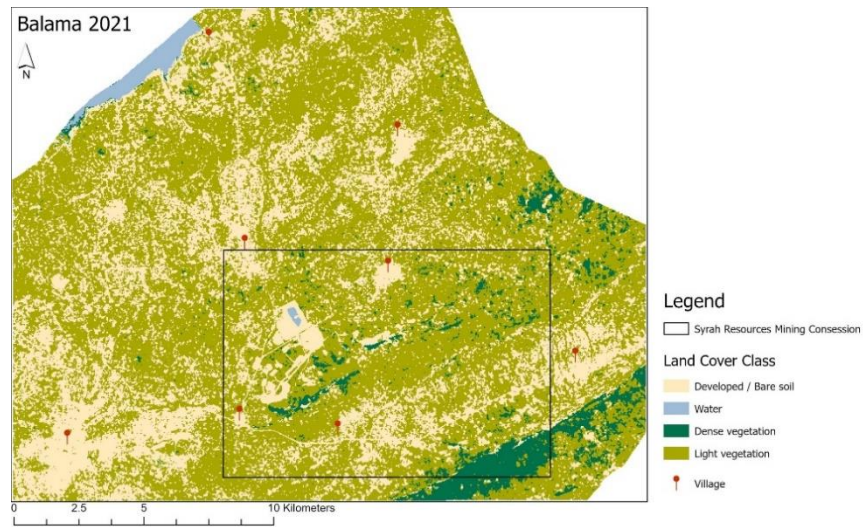 Balama 2021
N
Legend
Syrah Resources Mining Consession
Land Cover Class
Developed / Bare soil
Water
Dense vegetation
Light vegetation
Village
0 2.5 5 10 Kilometers